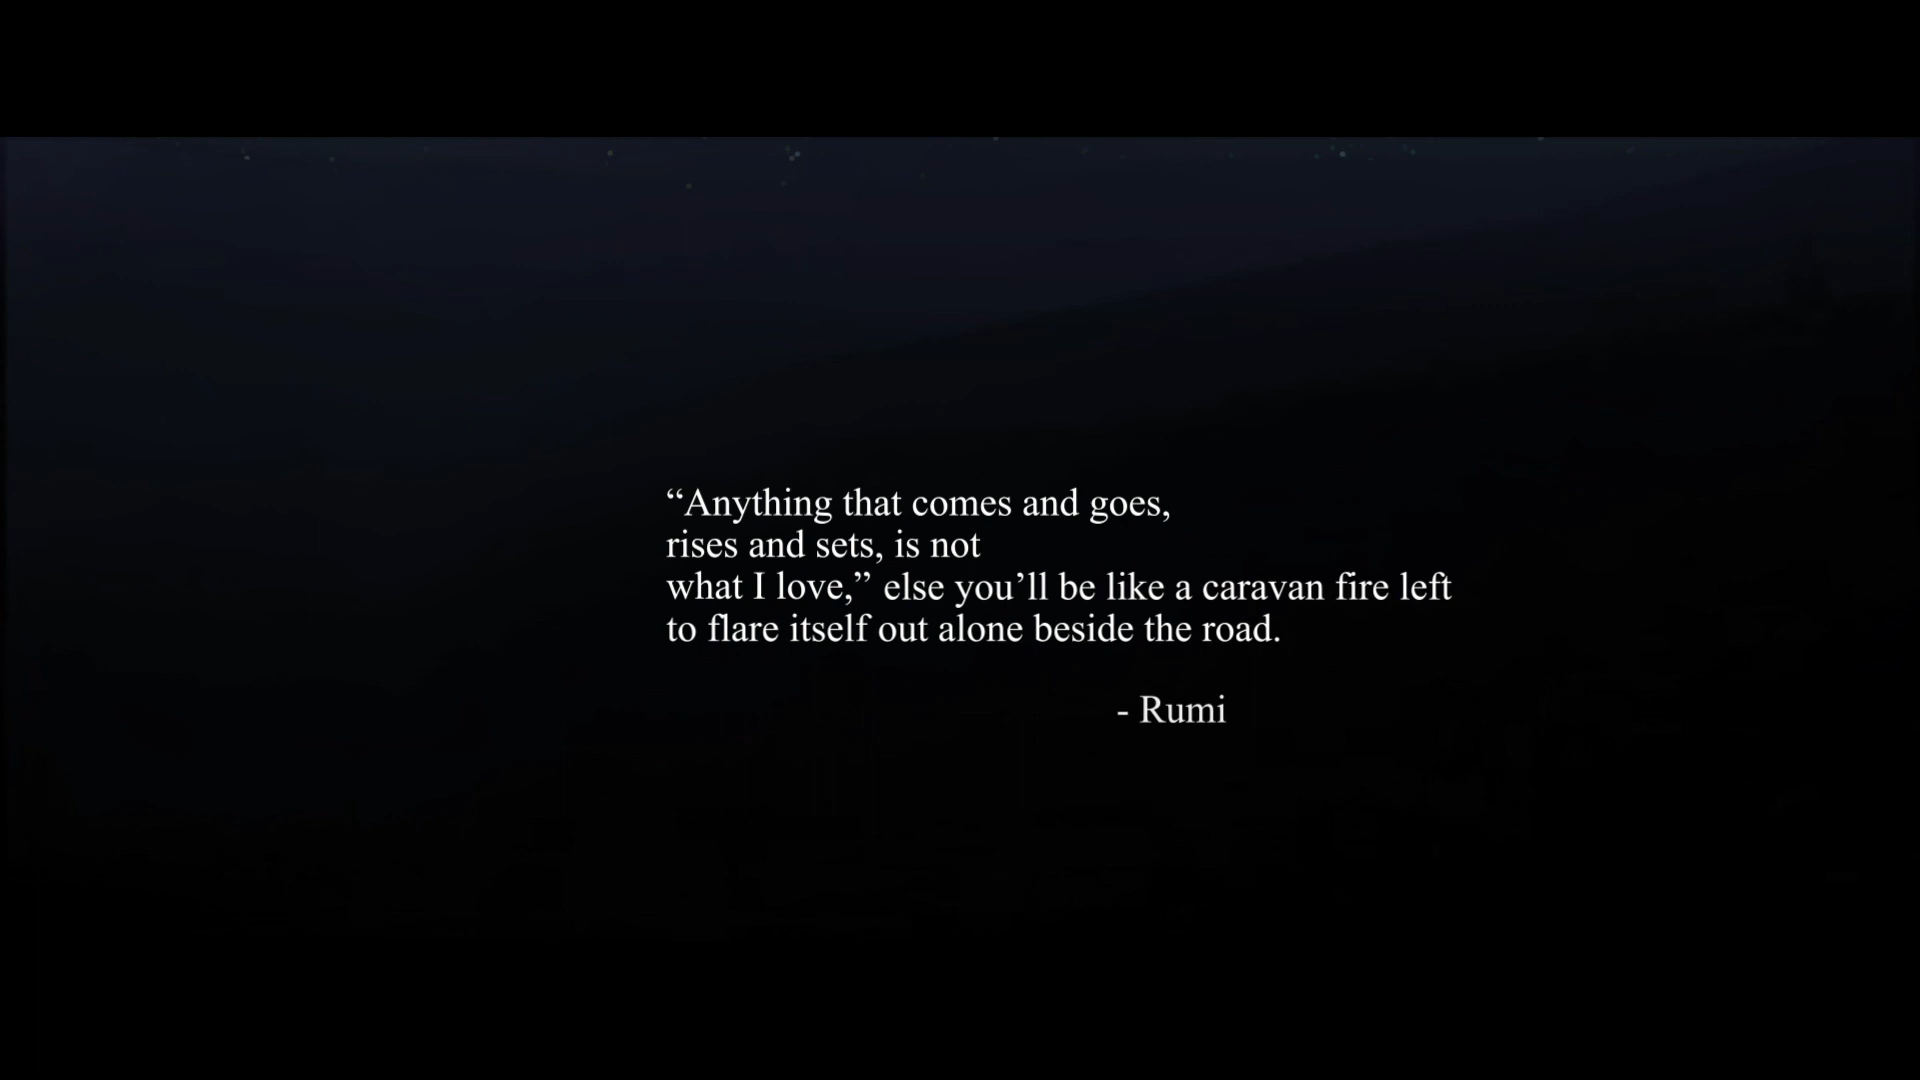 “Anything that comes and goes,
rises and sets, is not
what I love,” else you’ll be like a caravan fire left
to flare itself out alone beside the road.
- Rumi